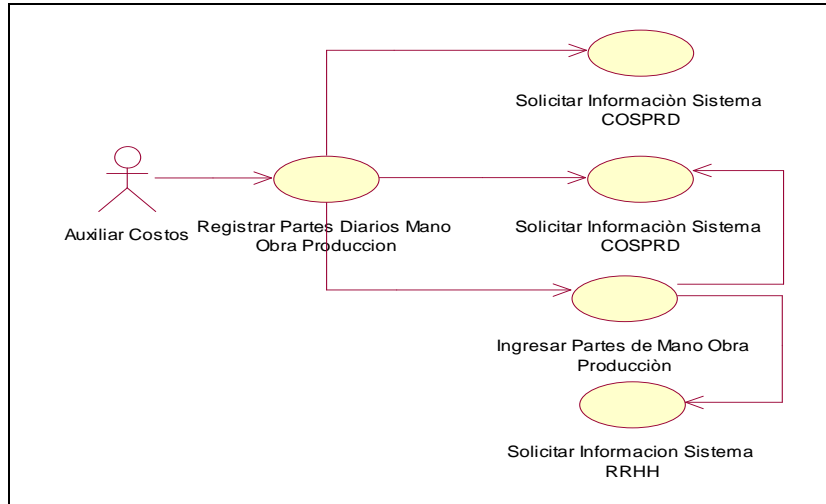 Solicitar Informaciòn Sistema
COSPRD
Auxiliar Costos
Registrar Partes Diarios Mano
Obra Produccion
Solicitar Informaciòn Sistema
COSPRD
Ingresar Partes de Mano Obra
Producciòn
Solicitar Informacion Sistema
RRHH